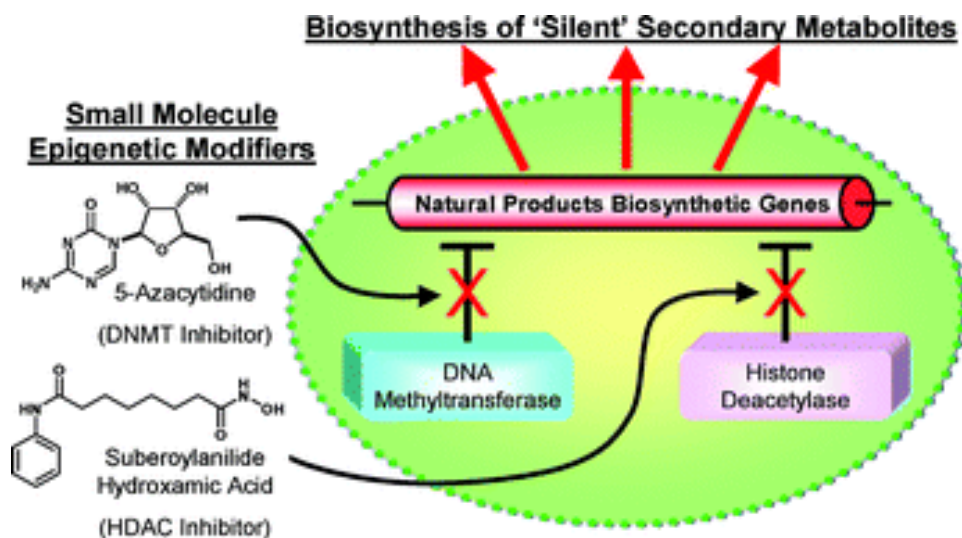 Biosynthesis of 'Silent' Secondary Metabolites
Small Molecule
Epigenetic Modifiers
HO
OH
O
N
N
O
H₂N
N
OH
5-Azacytidine
(DNMT Inhibitor)
Natural Products Biosynthetic Genes
X
X
DNA
Methyltransferase
Histone
Deacetylase
O
H
N
OH
HN
O
Suberoylanilide
Hydroxamic Acid
(HDAC Inhibitor)